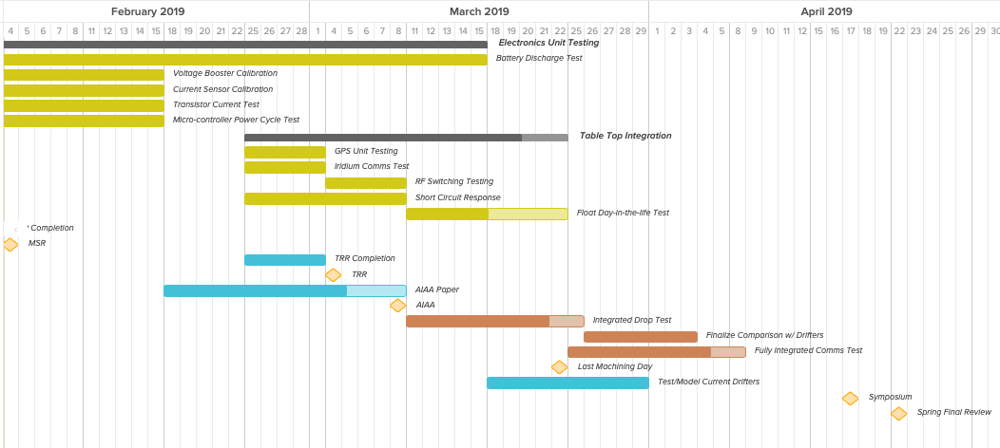 February 2019 March 2019 April 2019
4 5 6 7 8 11 12 13 14 15 18 19 20 21 22 25 26 27 28 1 4 5 6 7 8 11 12 13 14 15 18 19 20 21 22 25 26 27 28 29 1 2 3 4 5 8 9 10 11 12 15 16 17 18 19 22 23 24 25 26 29 30
Electronics Unit Testing
Battery Discharge Test
Voltage Booster Calibration
Current Sensor Calibration
Transistor Current Test
Micro-controller Power Cycle Test
Table Top Integration
GPS Unit Testing
Iridium Comms Test
RF Switching Testing
Short Circuit Response
Float Day-in-the-life Test
Completion
MSR
TRR Completion
TRR
AIAA Paper
AIAA
Integrated Drop Test
Finalize Comparison w/ Drifters
Fully Integrated Comms Test
Last Machining Day
Test/Model Current Drifters
Symposium
Spring Final Review